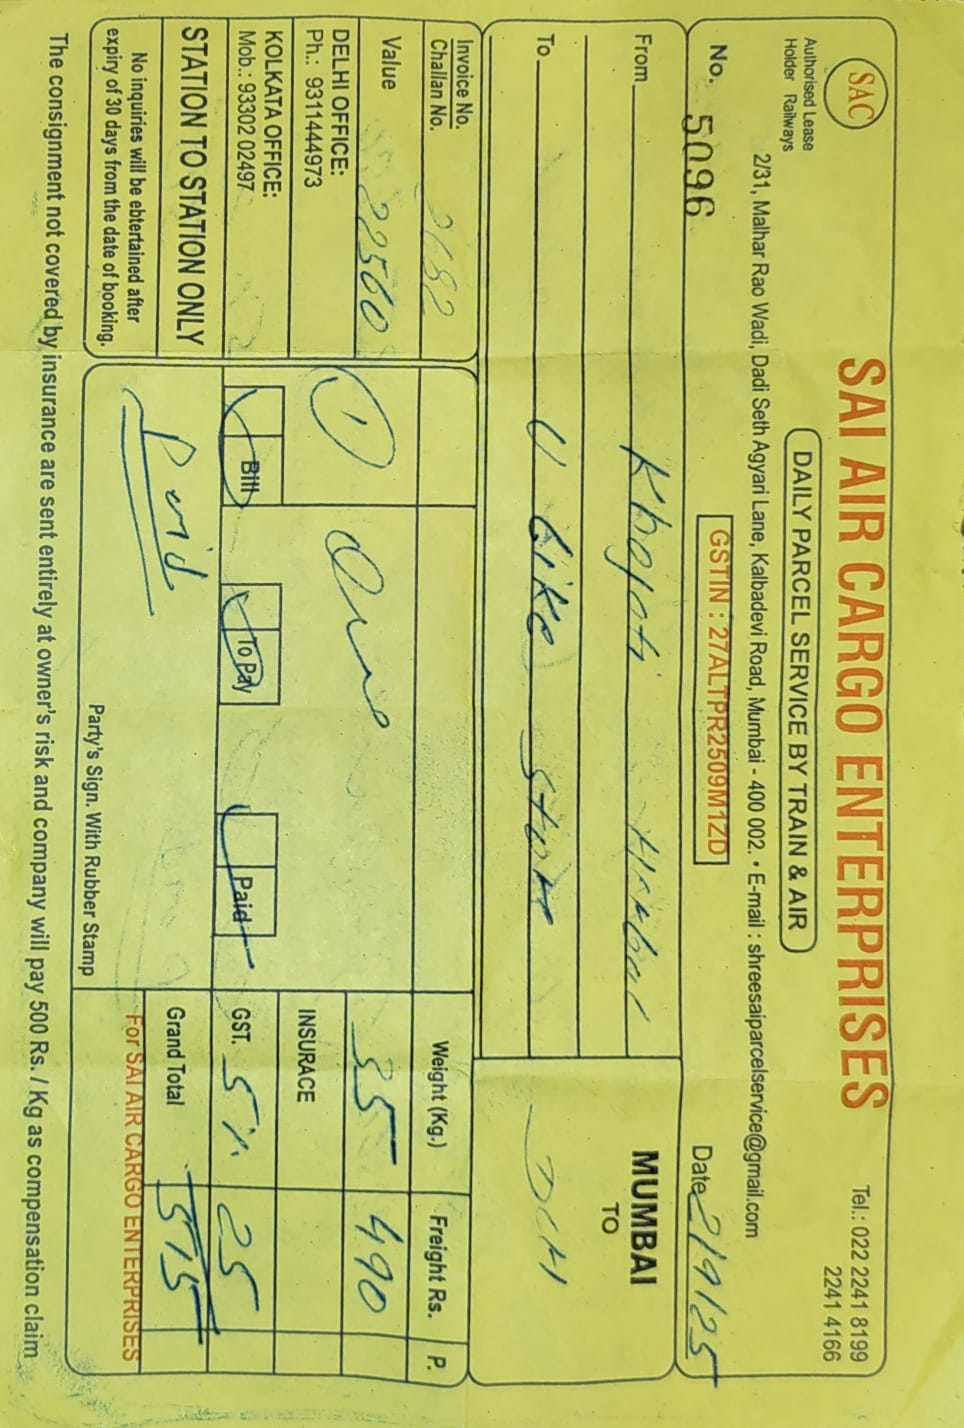 SAC
SAI AIR CARGO ENTERPRISES
Tel.: 022 2241 8199
2241 4166
Authorised Lease
Holder Railways
DAILY PARCEL SERVICE BY TRAIN & AIR
2/31, Malhar Rao Wadi, Dadi Seth Agyari Lane, Kalbadevi Road, Mumbai - 400 002. • E-mail : shreesaiparcelservice@gmail.com
No. 5096
GSTIN : 27ALTPR2509M1ZD
Date 2/9/25
From Khyati Herbal
MUMBAI
TO
To U Like Store
DLH
Invoice No.
Challan No.
Weight (Kg.) Freight Rs. P.
Value 22560
1 One
35 490
DELHI OFFICE:
Ph.: 9311444973
INSURACE
KOLKATA OFFICE:
Mob.: 93302 02497
Bill To Pay Paid
GST. 5% 25
STATION TO STATION ONLY
Paid
Grand Total 515
No inquiries will be ebtertained after
expiry of 30 days from the date of booking.
Party's Sign. With Rubber Stamp
For SAI AIR CARGO ENTERPRISES
The consignment not covered by insurance are sent entirely at owner's risk and company will pay 500 Rs. / Kg as compensation claim